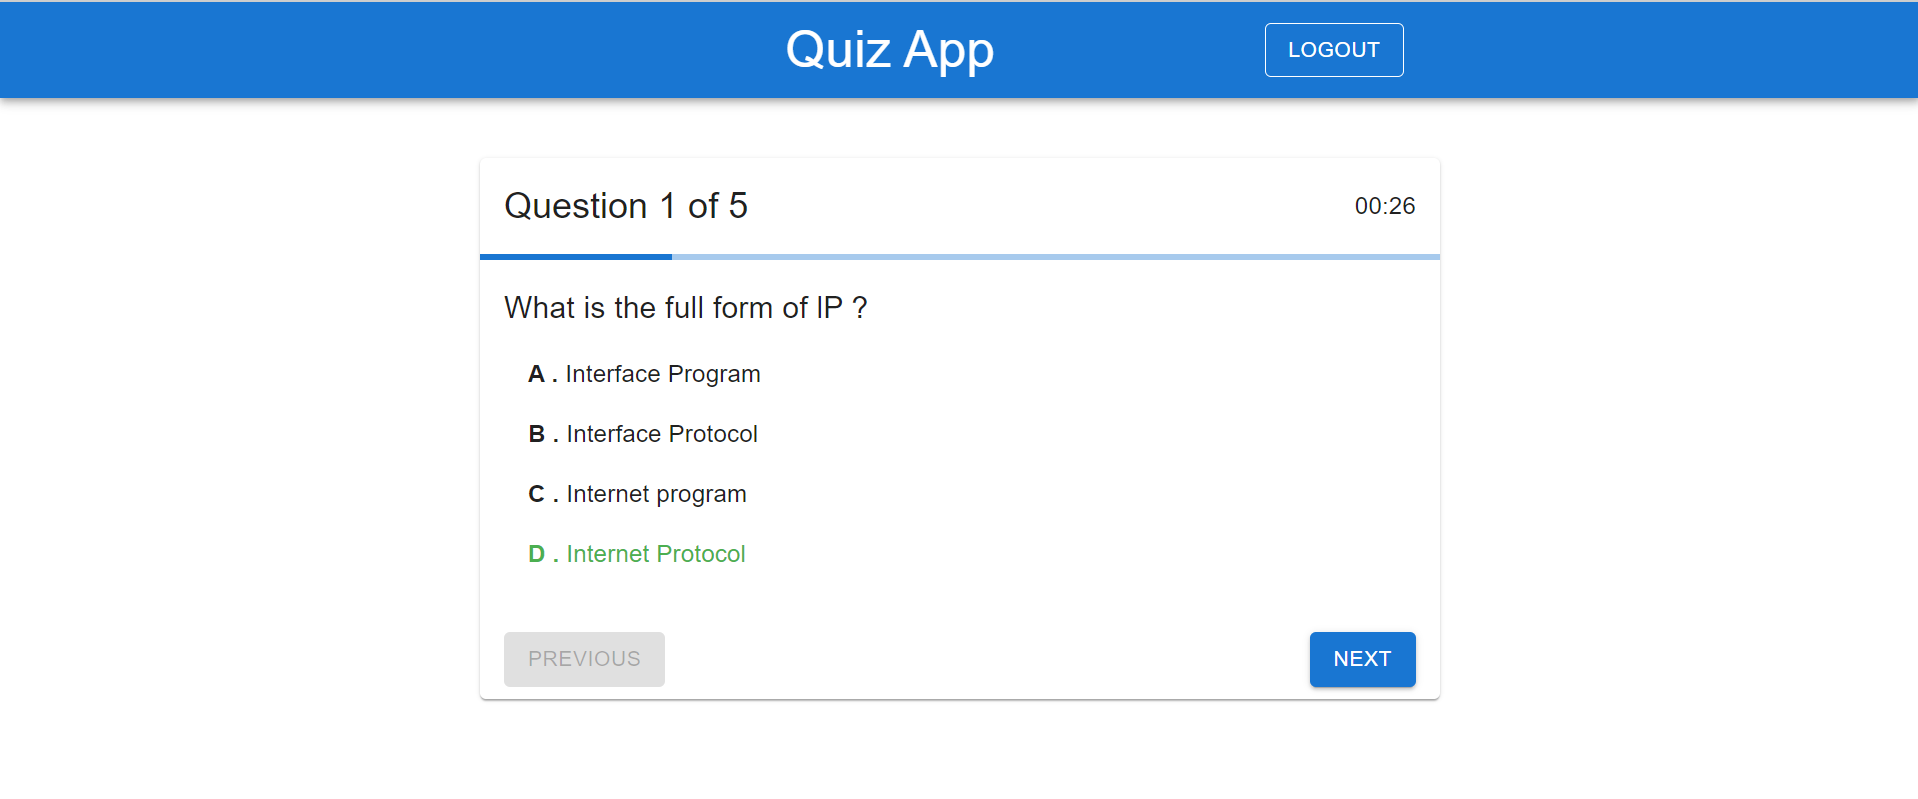 Quiz App
LOGOUT
Question 1 of 5
00:26
What is the full form of IP ?
A . Interface Program
B . Interface Protocol
C . Internet program
D . Internet Protocol
PREVIOUS
NEXT